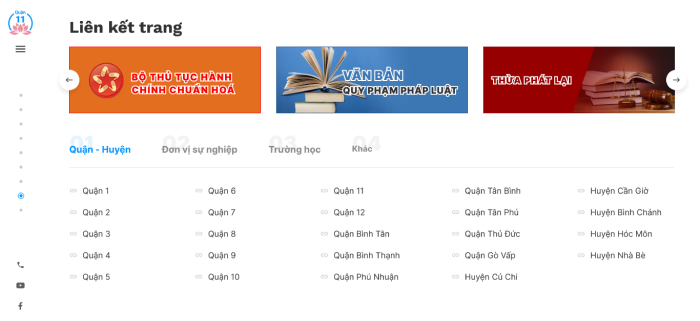 Quận
11
Liên kết trang
BỘ THỦ TỤC HÀNH
CHÍNH CHUẨN HOÁ
VĂN BẢN
QUY PHẠM PHÁP LUẬT
THỪA PHÁT LẠI
01
Quận - Huyện
02
Đơn vị sự nghiệp
03
Trường học
04
Khác
Quận 1
Quận 6
Quận 11
Quận Tân Bình
Huyện Cần Giờ
Quận 2
Quận 7
Quận 12
Quận Tân Phú
Huyện Bình Chánh
Quận 3
Quận 8
Quận Bình Tân
Quận Thủ Đức
Huyện Hóc Môn
Quận 4
Quận 9
Quận Bình Thạnh
Quận Gò Vấp
Huyện Nhà Bè
Quận 5
Quận 10
Quận Phú Nhuận
Huyện Củ Chi